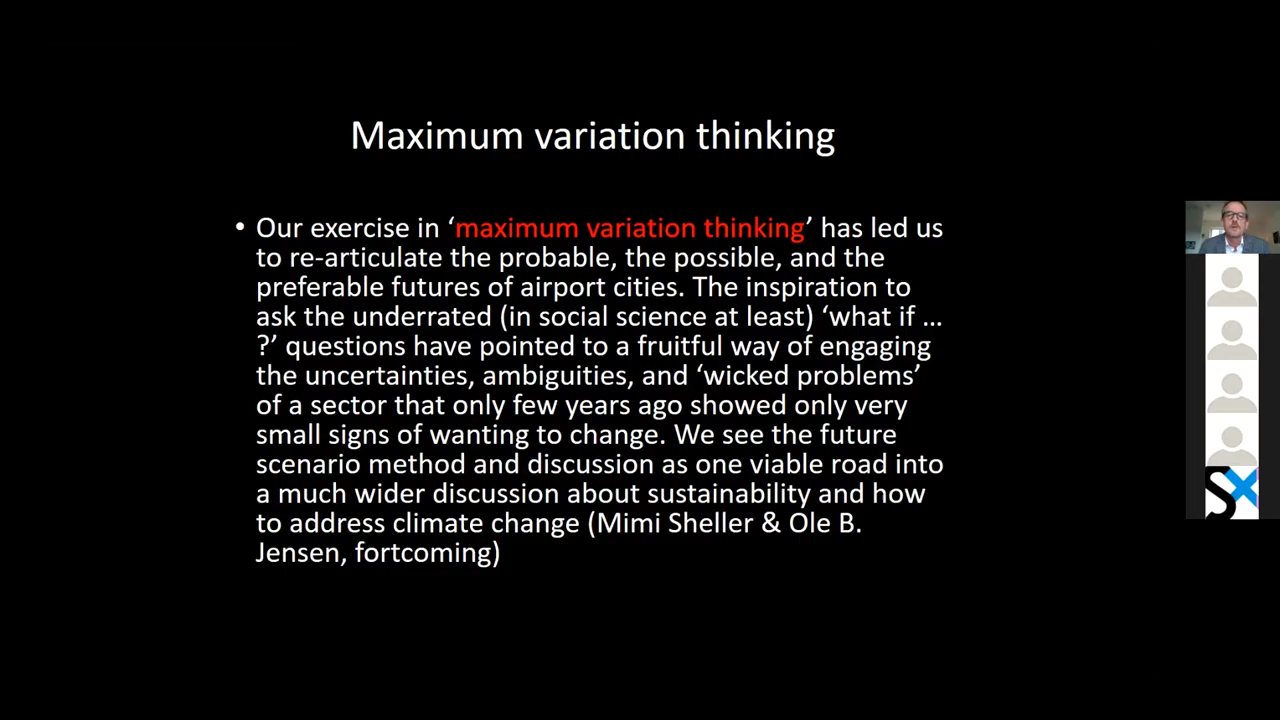 Maximum variation thinking
• Our exercise in ‘maximum variation thinking’ has led us
to re-articulate the probable, the possible, and the
preferable futures of airport cities. The inspiration to
ask the underrated (in social science at least) ‘what if …
?’ questions have pointed to a fruitful way of engaging
the uncertainties, ambiguities, and ‘wicked problems’
of a sector that only few years ago showed only very
small signs of wanting to change. We see the future
scenario method and discussion as one viable road into
a much wider discussion about sustainability and how
to address climate change (Mimi Sheller & Ole B.
Jensen, fortcoming)
SX